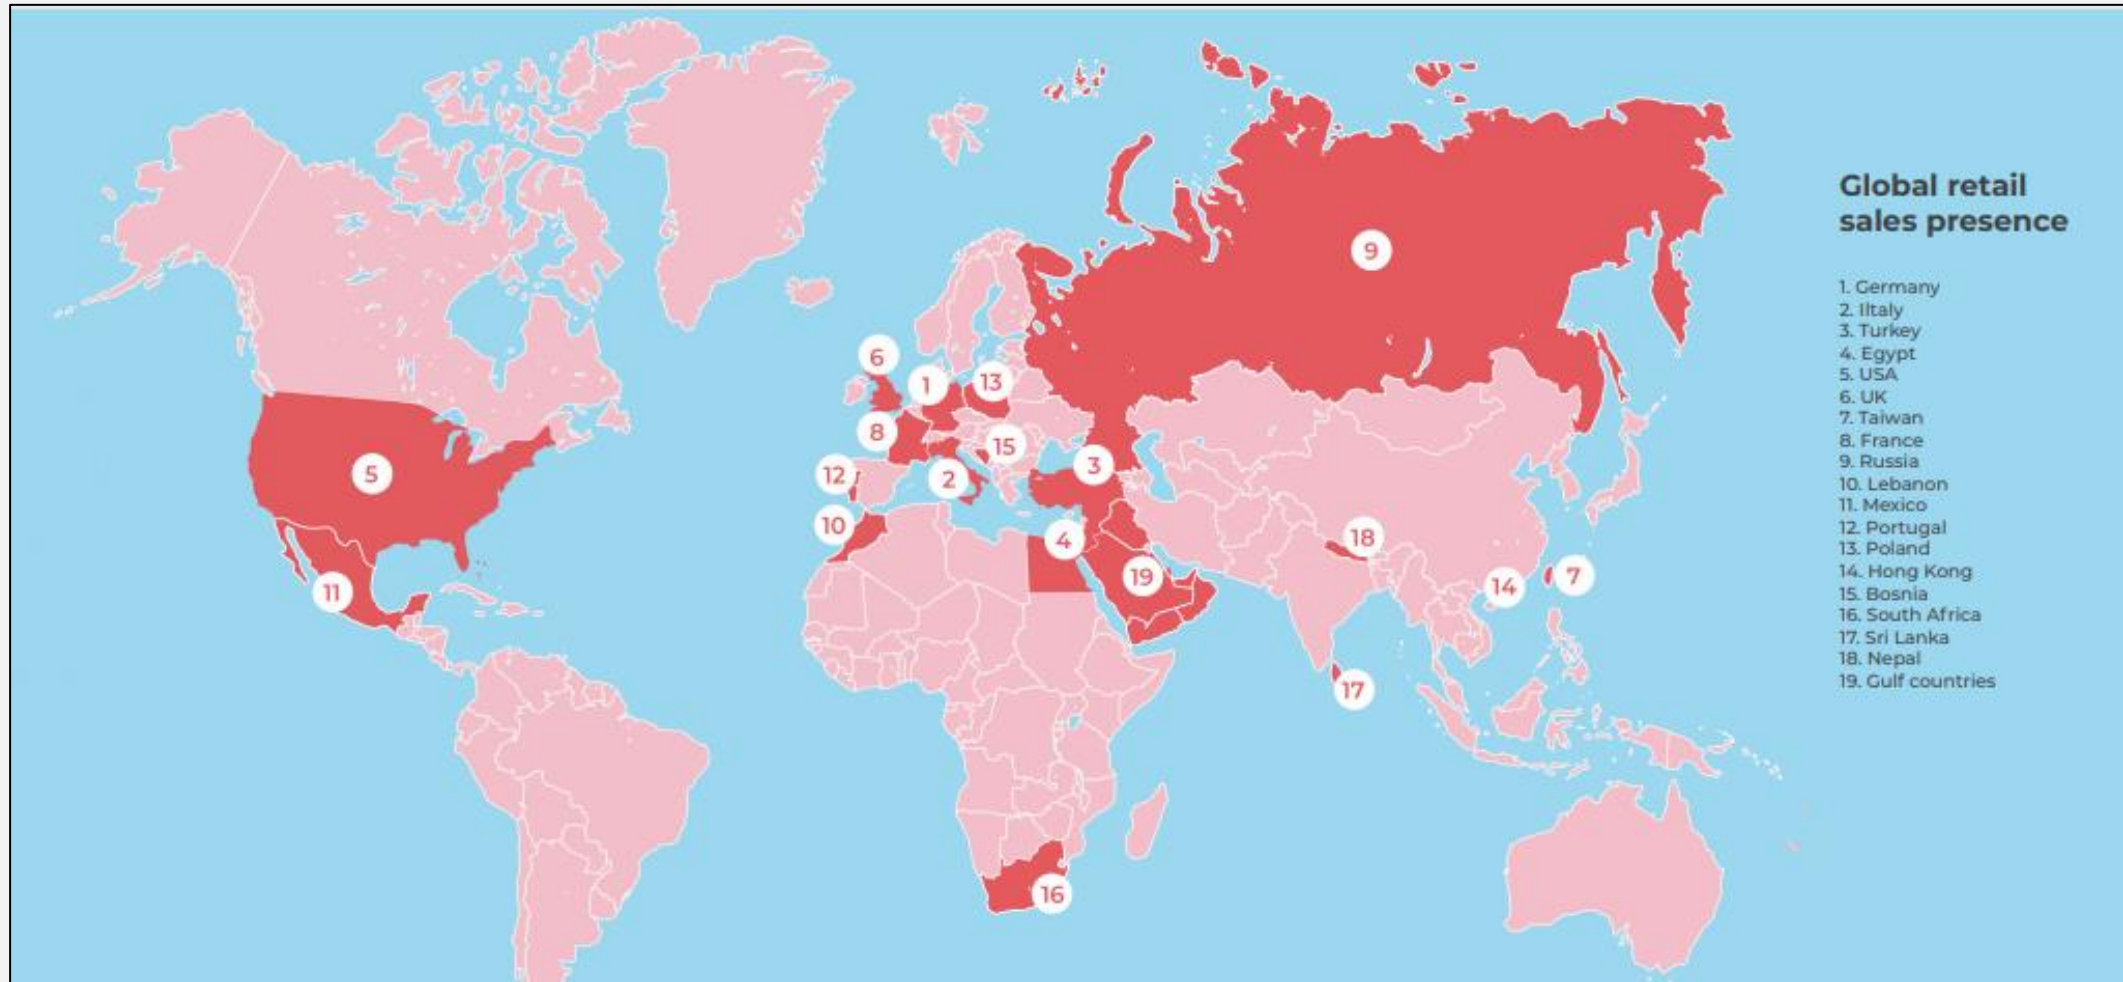 Global retail
sales presence
1. Germany
2. Iltaly
3. Turkey
4. Egypt
5. USA
6. UK
7. Taiwan
8. France
9. Russia
10. Lebanon
11. Mexico
12. Portugal
13. Poland
14. Hong Kong
15. Bosnia
16. South Africa
17. Sri Lanka
18. Nepal
19. Gulf countries
9
6
1
13
8
15
3
5
12
2
10
4
18
19
14
7
11
17
16